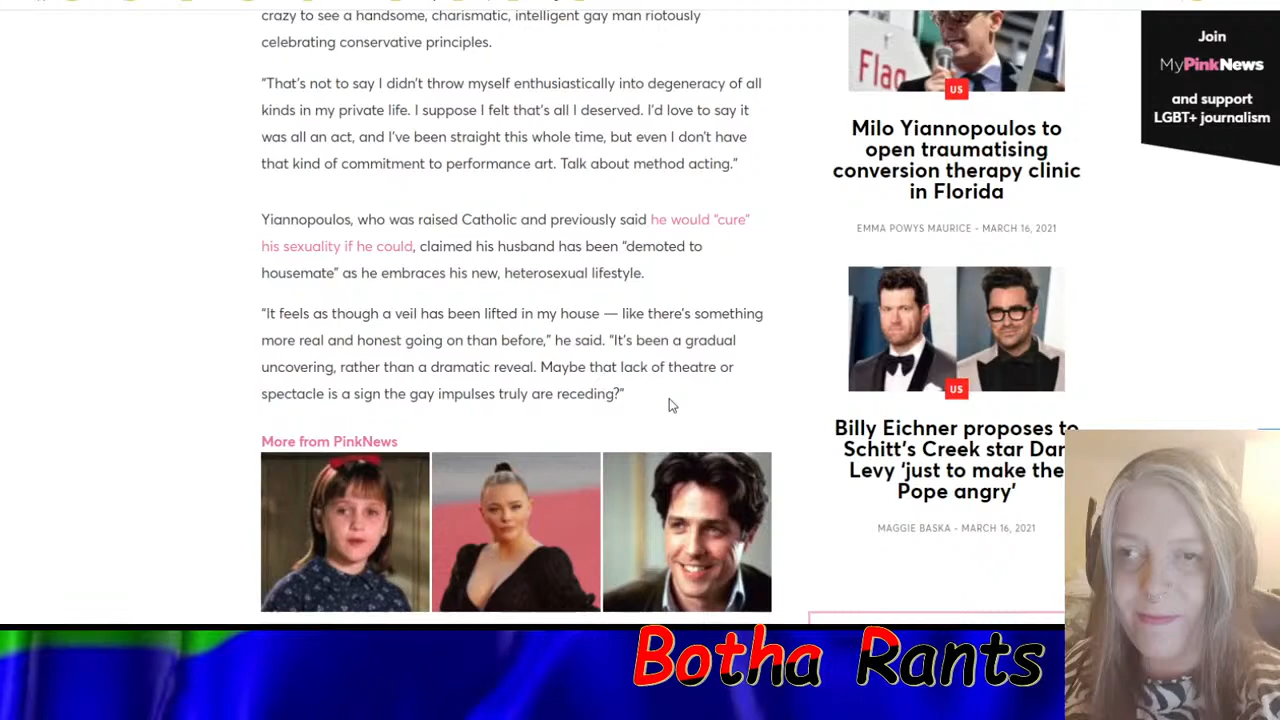 crazy to see a handsome, charismatic, intelligent gay man riotously
celebrating conservative principles.
“That’s not to say I didn’t throw myself enthusiastically into degeneracy of all
kinds in my private life. I suppose I felt that’s all I deserved. I’d love to say it
was all an act, and I’ve been straight this whole time, but even I don’t have
that kind of commitment to performance art. Talk about method acting.”
Yiannopoulos, who was raised Catholic and previously said he would “cure”
his sexuality if he could, claimed his husband has been “demoted to
housemate” as he embraces his new, heterosexual lifestyle.
“It feels as though a veil has been lifted in my house — like there’s something
more real and honest going on than before,” he said. “It’s been a gradual
uncovering, rather than a dramatic reveal. Maybe that lack of theatre or
spectacle is a sign the gay impulses truly are receding?”
More from PinkNews
Flag
US
Milo Yiannopoulos to
open traumatising
conversion therapy clinic
in Florida
EMMA POWYS MAURICE - MARCH 16, 2021
US
Billy Eichner proposes to
Schitt’s Creek star Dan
Levy ‘just to make the
Pope angry’
MAGGIE BASKA - MARCH 16, 2021
Join
MyPinkNews
and support
LGBT+ journalism
Botha Rants